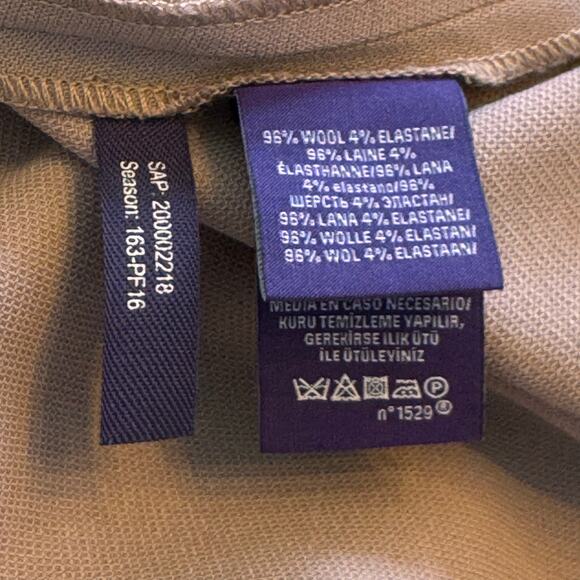 SAP: 200002218
Season: 163-PF16
96% WOOL 4% ELASTANE/
96% LAINE 4%
ÉLASTHANNE/96% LANA
4% elastano/96%
ШЕРСТЬ 4% ЭЛАСТАН/
96% LANA 4% ELASTANE/
96% WOLLE 4% ELASTAN/
96% WOL 4% ELASTAAN/
MEDIA EN CASO NECESARIO/
KURU TEMİZLEME YAPILIR,
GEREKİRSE ILIK ÜTÜ
İLE ÜTÜLEYİNİZ
P
n°1529®